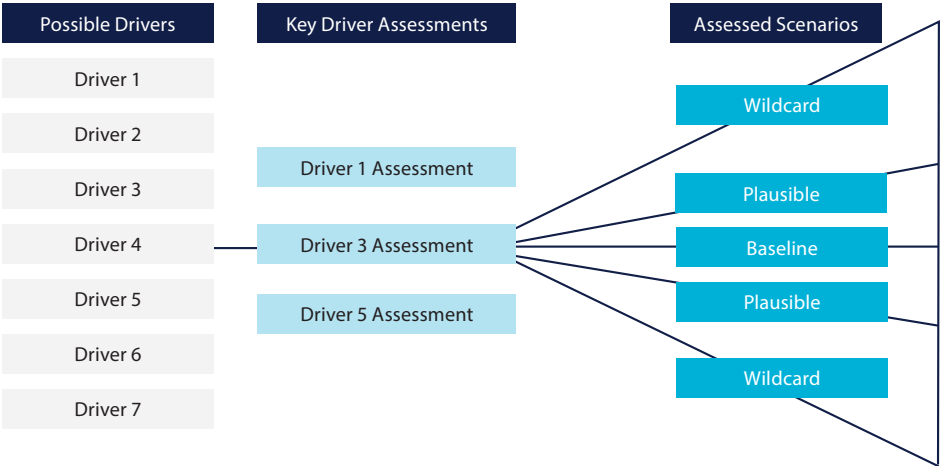 Possible Drivers
Driver 1
Driver 2
Driver 3
Driver 4
Driver 5
Driver 6
Driver 7
Key Driver Assessments
Driver 1 Assessment
Driver 3 Assessment
Driver 5 Assessment
Assessed Scenarios
Wildcard
Plausible
Baseline
Plausible
Wildcard